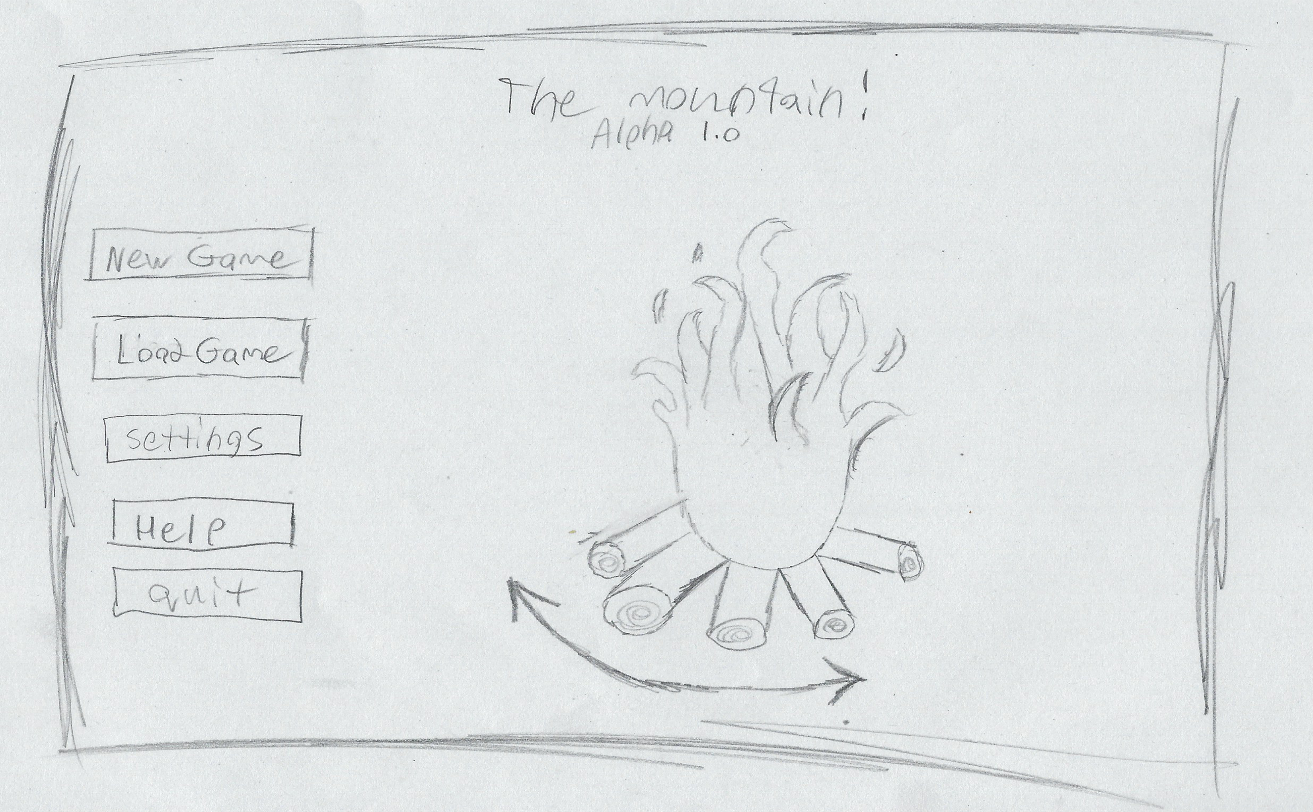 The mountain!
Alpha 1.0
New Game
Load Game
settings
Help
quit